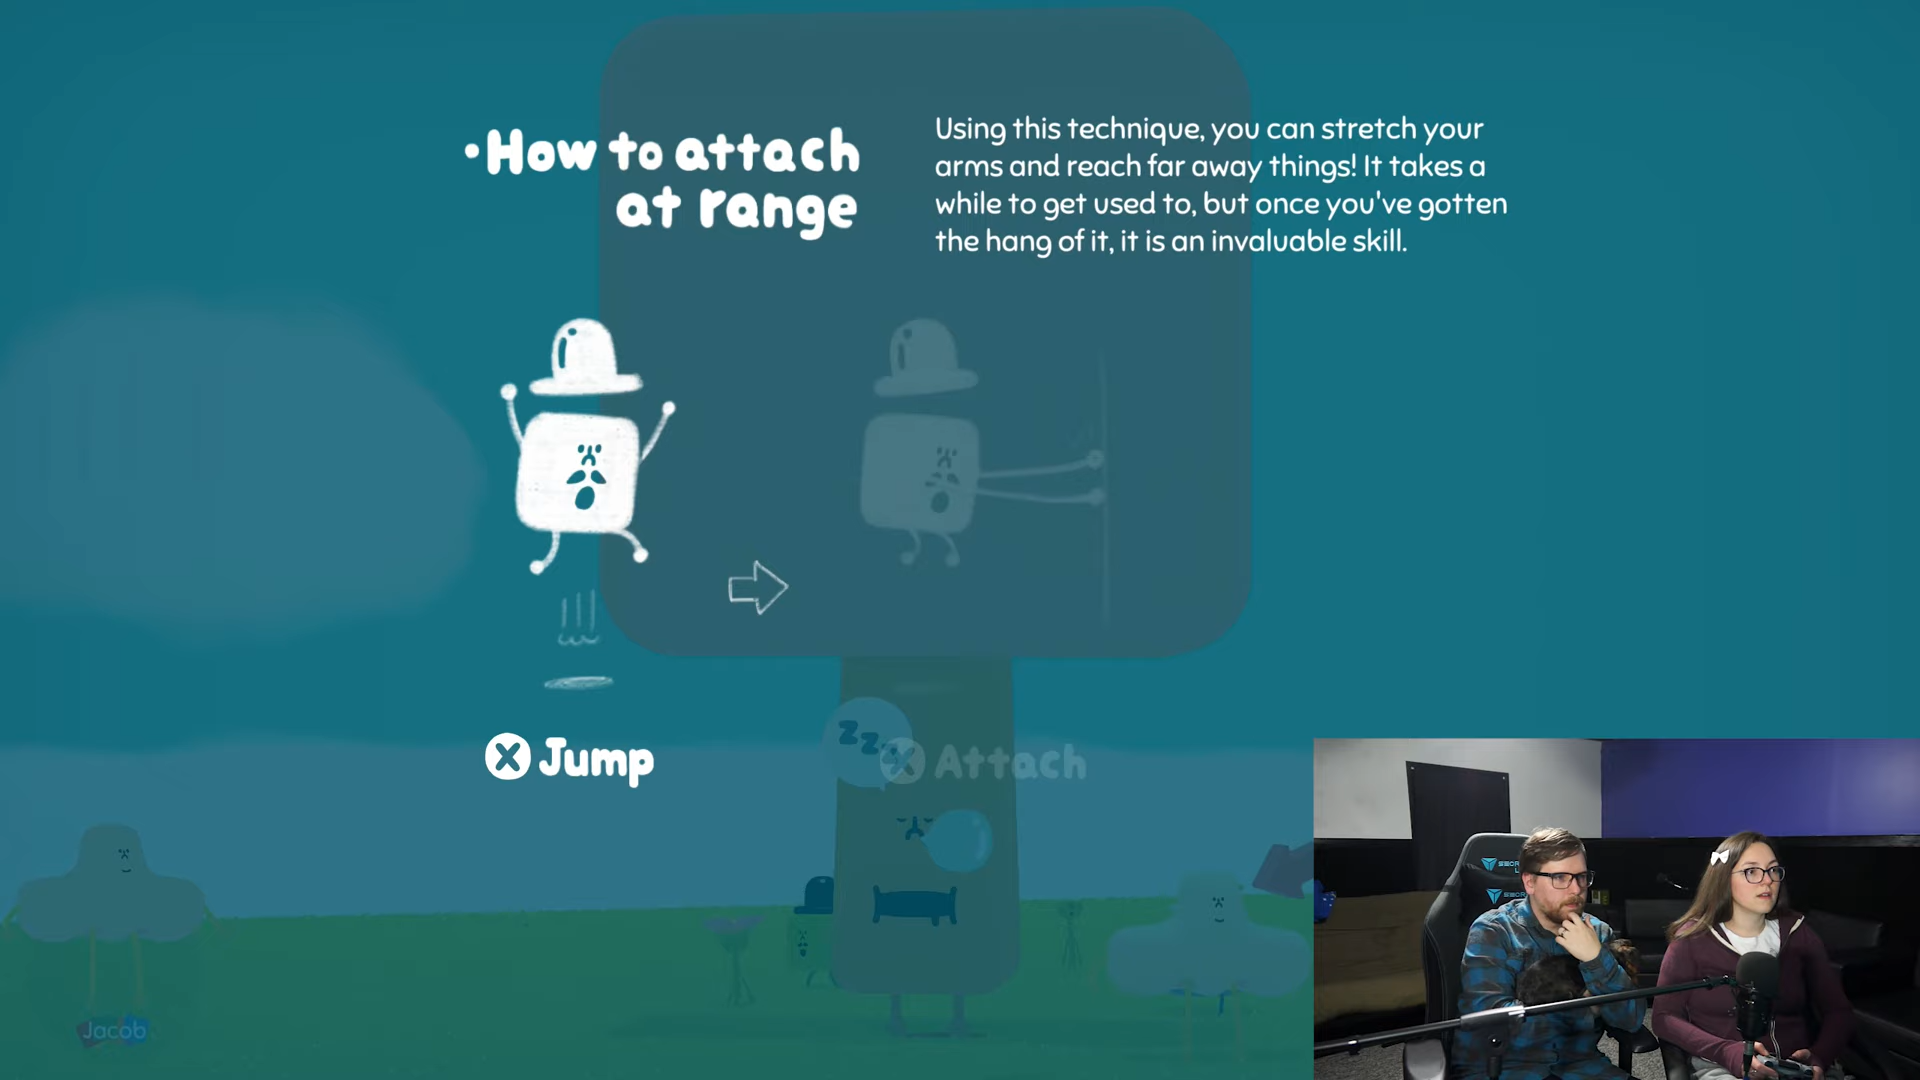 •How to attach
at range
Using this technique, you can stretch your
arms and reach far away things! It takes a
while to get used to, but once you've gotten
the hang of it, it is an invaluable skill.
X Jump
zzz
X Attach
Jacob